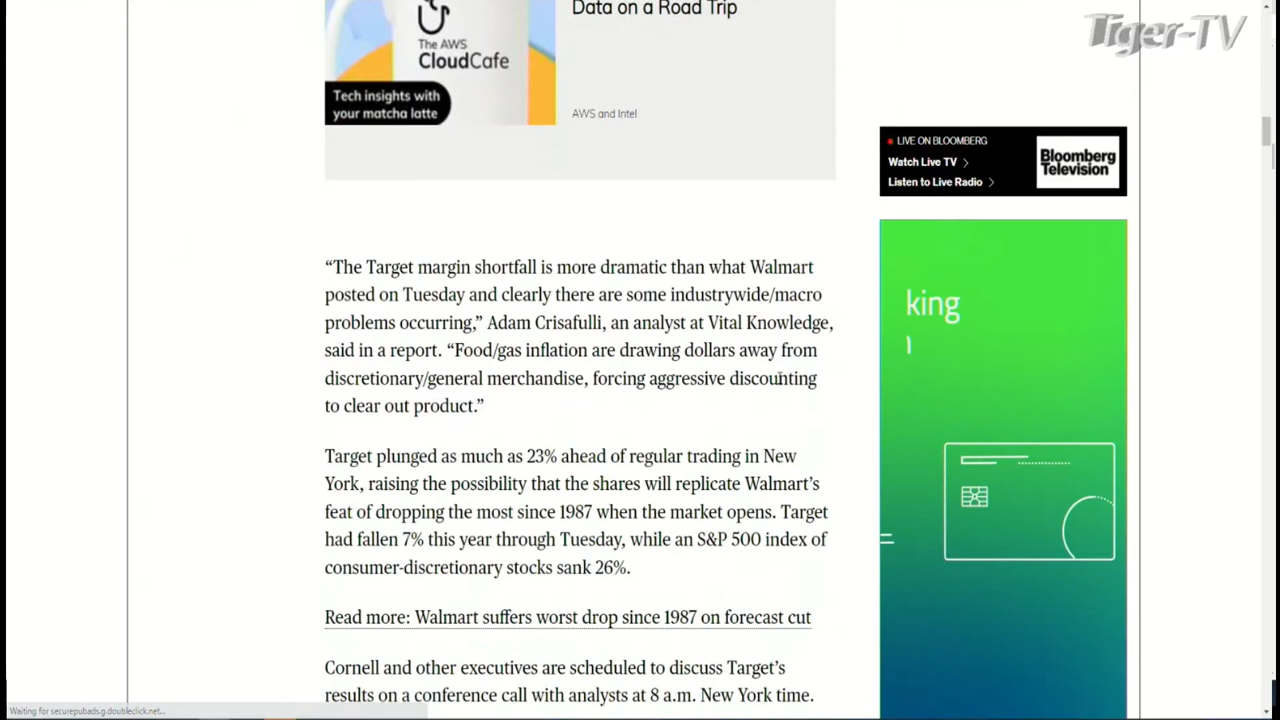 Data on a Road Trip
Tiger-TV
The AWS
CloudCafe
Tech insights with
your matcha latte
AWS and Intel
LIVE ON BLOOMBERG
Watch Live TV
Listen to Live Radio
Bloomberg
Television
“The Target margin shortfall is more dramatic than what Walmart
posted on Tuesday and clearly there are some industrywide/macro
problems occurring,” Adam Crisafulli, an analyst at Vital Knowledge,
said in a report. “Food/gas inflation are drawing dollars away from
discretionary/general merchandise, forcing aggressive discounting
to clear out product.”
king
Target plunged as much as 23% ahead of regular trading in New
York, raising the possibility that the shares will replicate Walmart’s
feat of dropping the most since 1987 when the market opens. Target
had fallen 7% this year through Tuesday, while an S&P 500 index of
consumer-discretionary stocks sank 26%.
Read more: Walmart suffers worst drop since 1987 on forecast cut
Cornell and other executives are scheduled to discuss Target’s
results on a conference call with analysts at 8 a.m. New York time.
Waiting for securepubads.g.doubleclick.net...